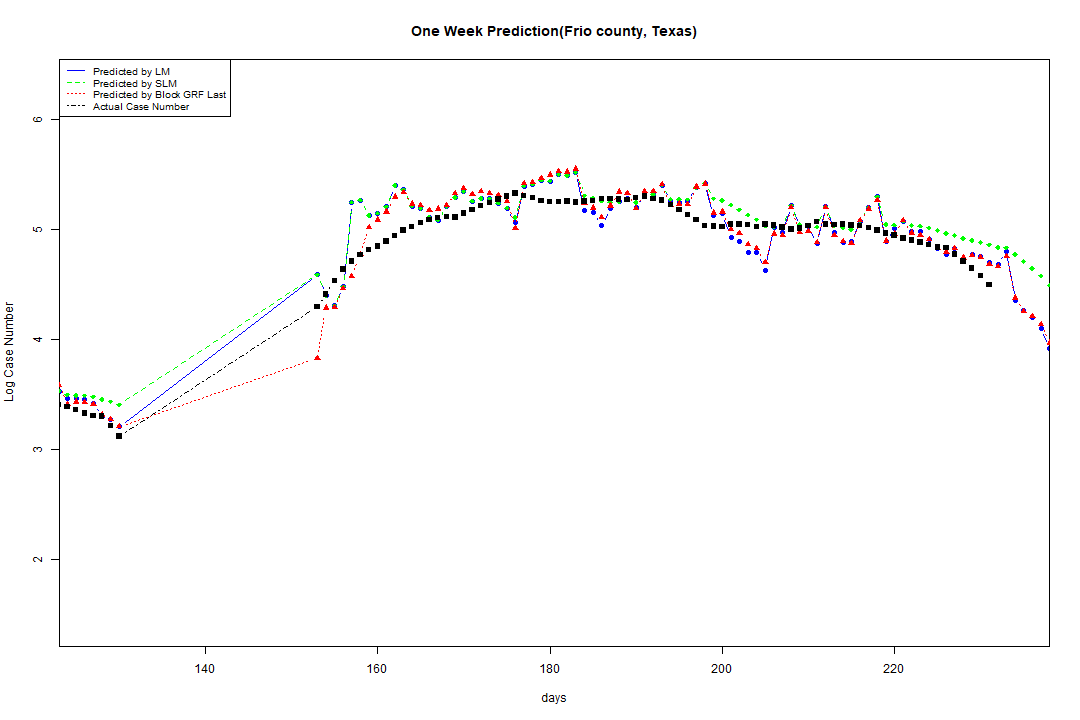 One Week Prediction(Frio county, Texas)
Predicted by LM
Predicted by SLM
Predicted by Block GRF Last
Actual Case Number
6
5
4
3
2
Log Case Number
140 160 180 200 220
days